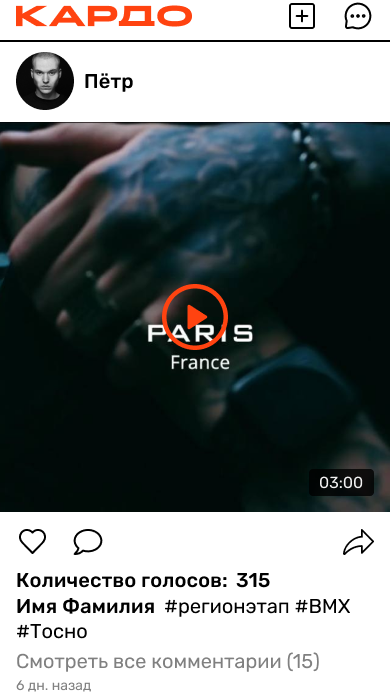 КАРДО
Пётр
PARIS
France
03:00
Количество голосов: 315
Имя Фамилия #регионэтап #BMX
#Тосно
Смотреть все комментарии (15)
6 дн. назад